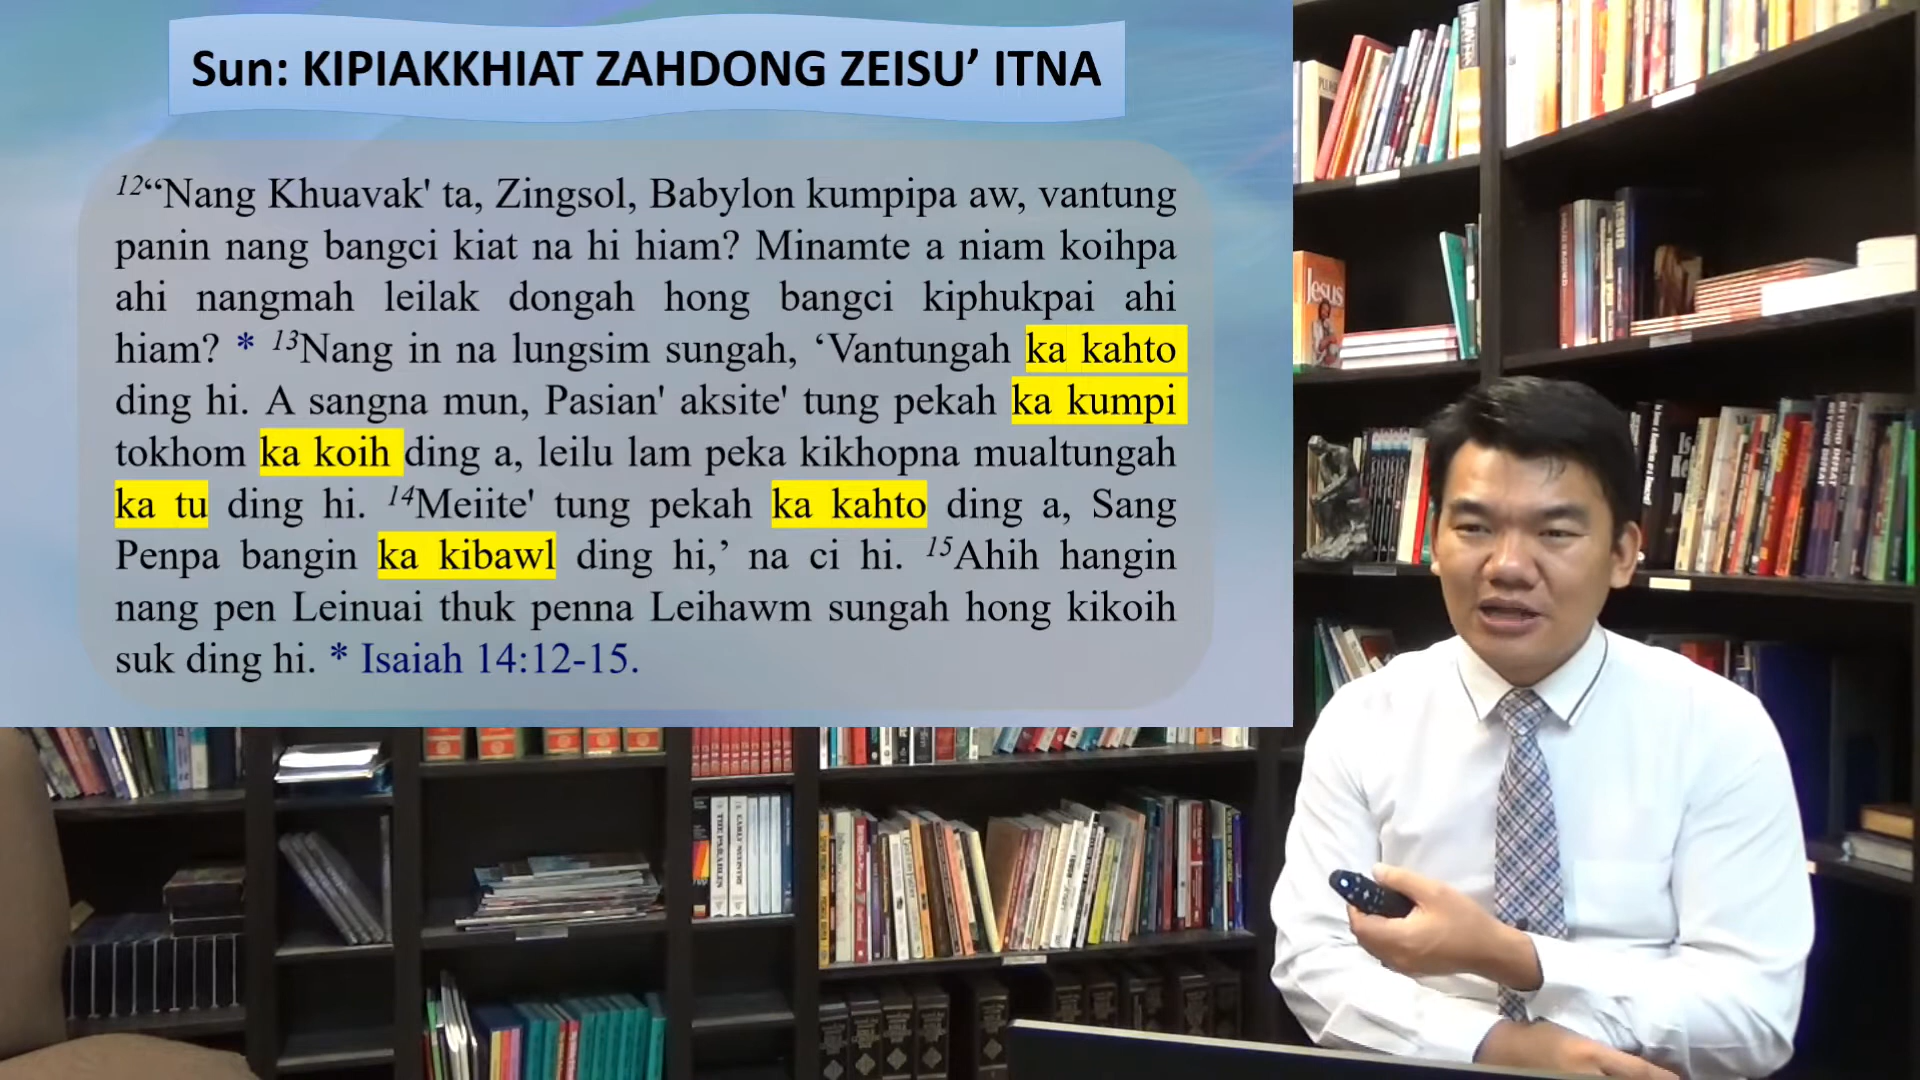 Sun: KIPIAKKHIAT ZAHDONG ZEISU’ ITNA
12“Nang Khuavak' ta, Zingsol, Babylon kumpipa aw, vantung
panin nang bangci kiat na hi hiam? Minamte a niam koihpa
ahi nangmah leilak dongah hong bangci kiphukpai ahi
hiam? * 13Nang in na lungsim sungah, ‘Vantungah ka kahto
ding hi. A sangna mun, Pasian' aksite' tung pekah ka kumpi
tokhom ka koih ding a, leilu lam peka kikhopna mualtungah
ka tu ding hi. 14Meiite' tung pekah ka kahto ding a, Sang
Penpa bangin ka kibawl ding hi,’ na ci hi. 15Ahih hangin
nang pen Leinuai thuk penna Leihawm sungah hong kikoih
suk ding hi. * Isaiah 14:12-15.
Jesus